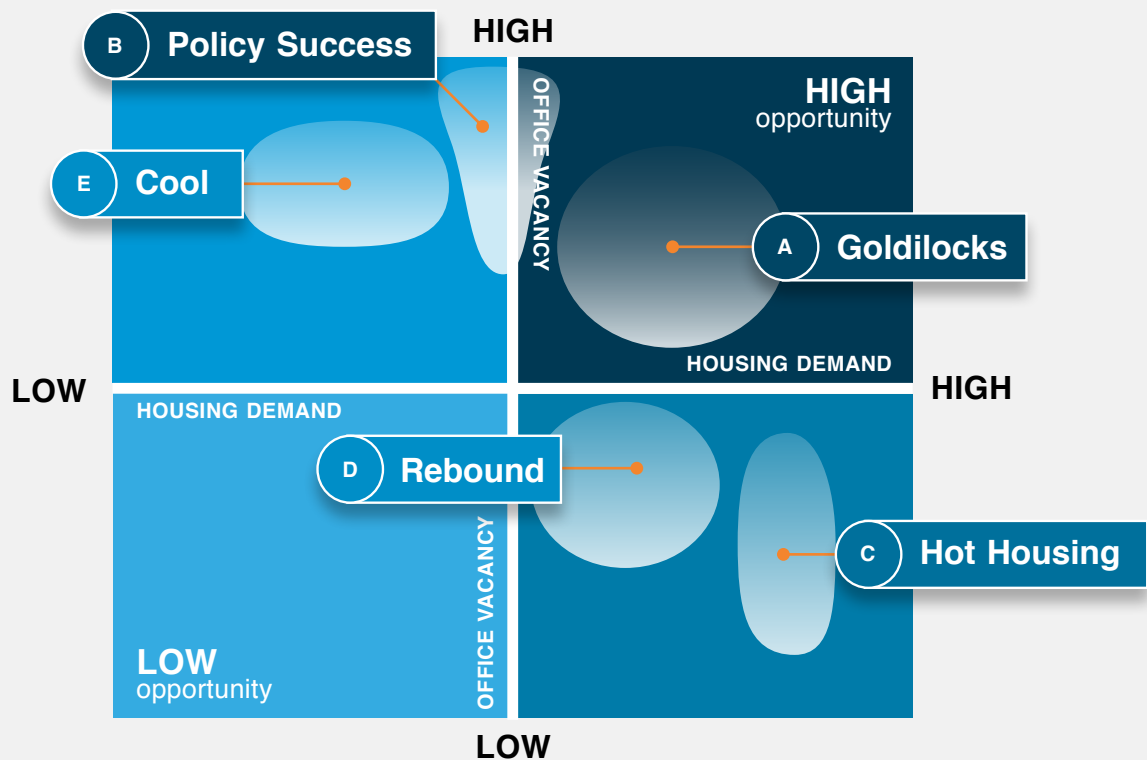 HIGH
B
Policy Success
HIGH
opportunity
OFFICE VACANCY
E
Cool
A
Goldilocks
HOUSING DEMAND
LOW
HIGH
HOUSING DEMAND
D
Rebound
C
Hot Housing
OFFICE VACANCY
LOW
opportunity
LOW